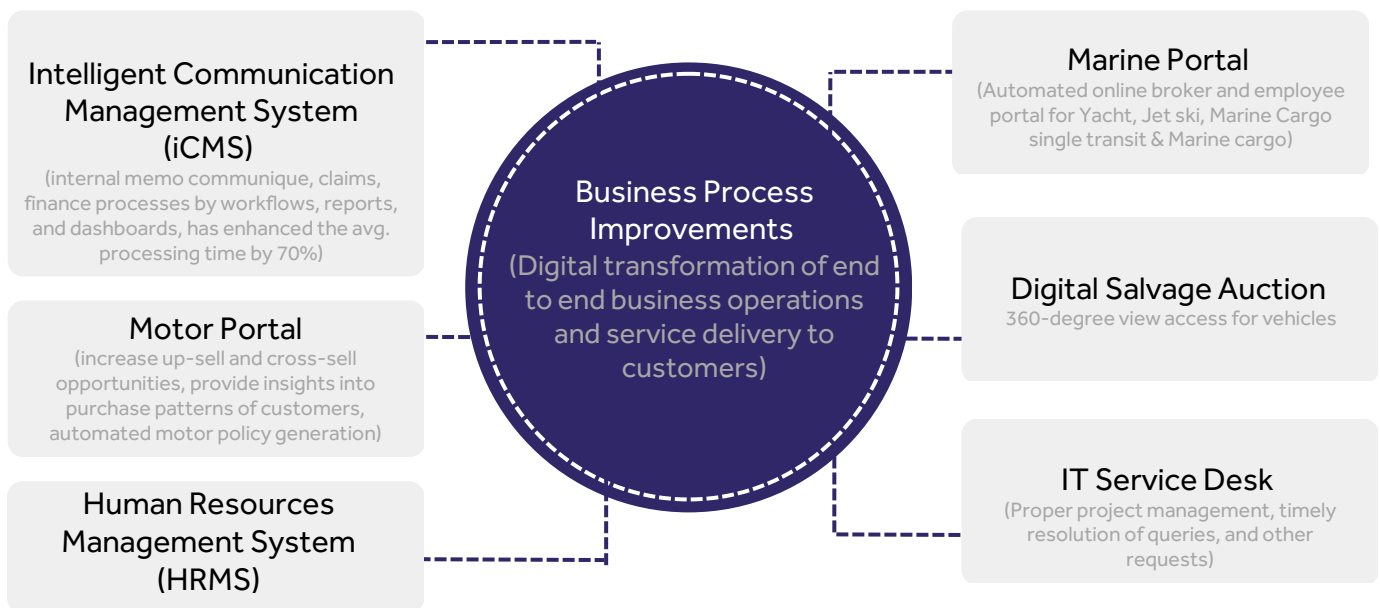 Intelligent Communication
Management System
(iCMS)
(internal memo communique, claims,
finance processes by workflows, reports,
and dashboards, has enhanced the avg.
processing time by 70%)
Motor Portal
(increase up-sell and cross-sell
opportunities, provide insights into
purchase patterns of customers,
automated motor policy generation)
Human Resources
Management System
(HRMS)
Business Process
Improvements
(Digital transformation of end
to end business operations
and service delivery to
customers)
Marine Portal
(Automated online broker and employee
portal for Yacht, Jet ski, Marine Cargo
single transit & Marine cargo)
Digital Salvage Auction
360-degree view access for vehicles
IT Service Desk
(Proper project management, timely
resolution of queries, and other
requests)